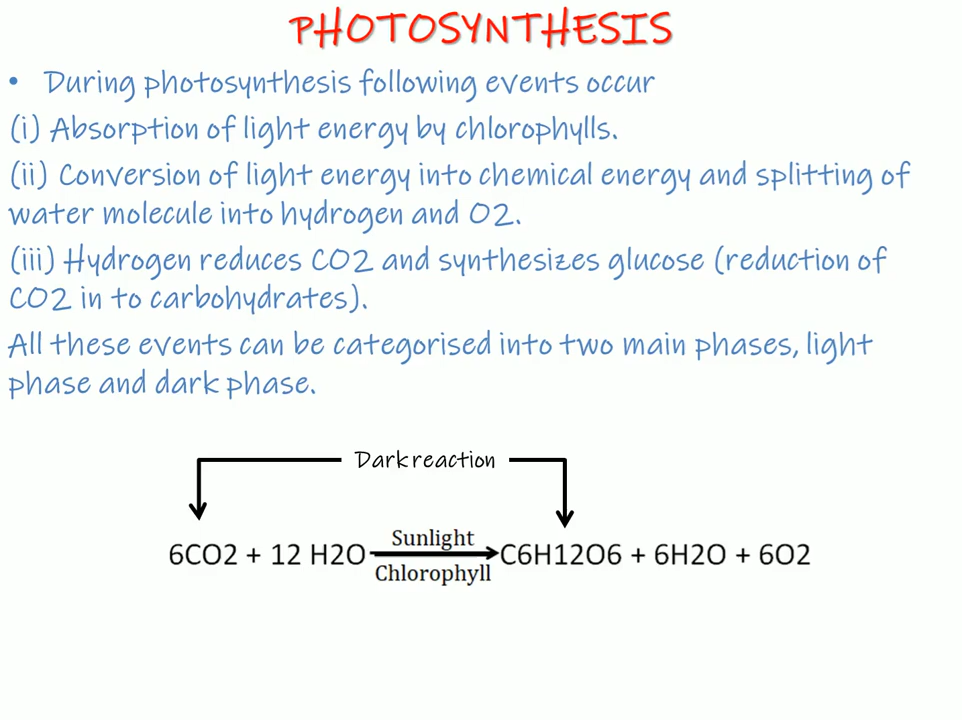 PHOTOSYNTHESIS
• During photosynthesis following events occur
(i) Absorption of light energy by chlorophylls.
(ii) Conversion of light energy into chemical energy and splitting of
water molecule into hydrogen and O2.
(iii) Hydrogen reduces CO2 and synthesizes glucose (reduction of
CO2 in to carbohydrates).
All these events can be categorised into two main phases, light
phase and dark phase.
Dark reaction
Sunlight
6CO2 + 12 H2O C6H12O6 + 6H2O + 6O2
Chlorophyll